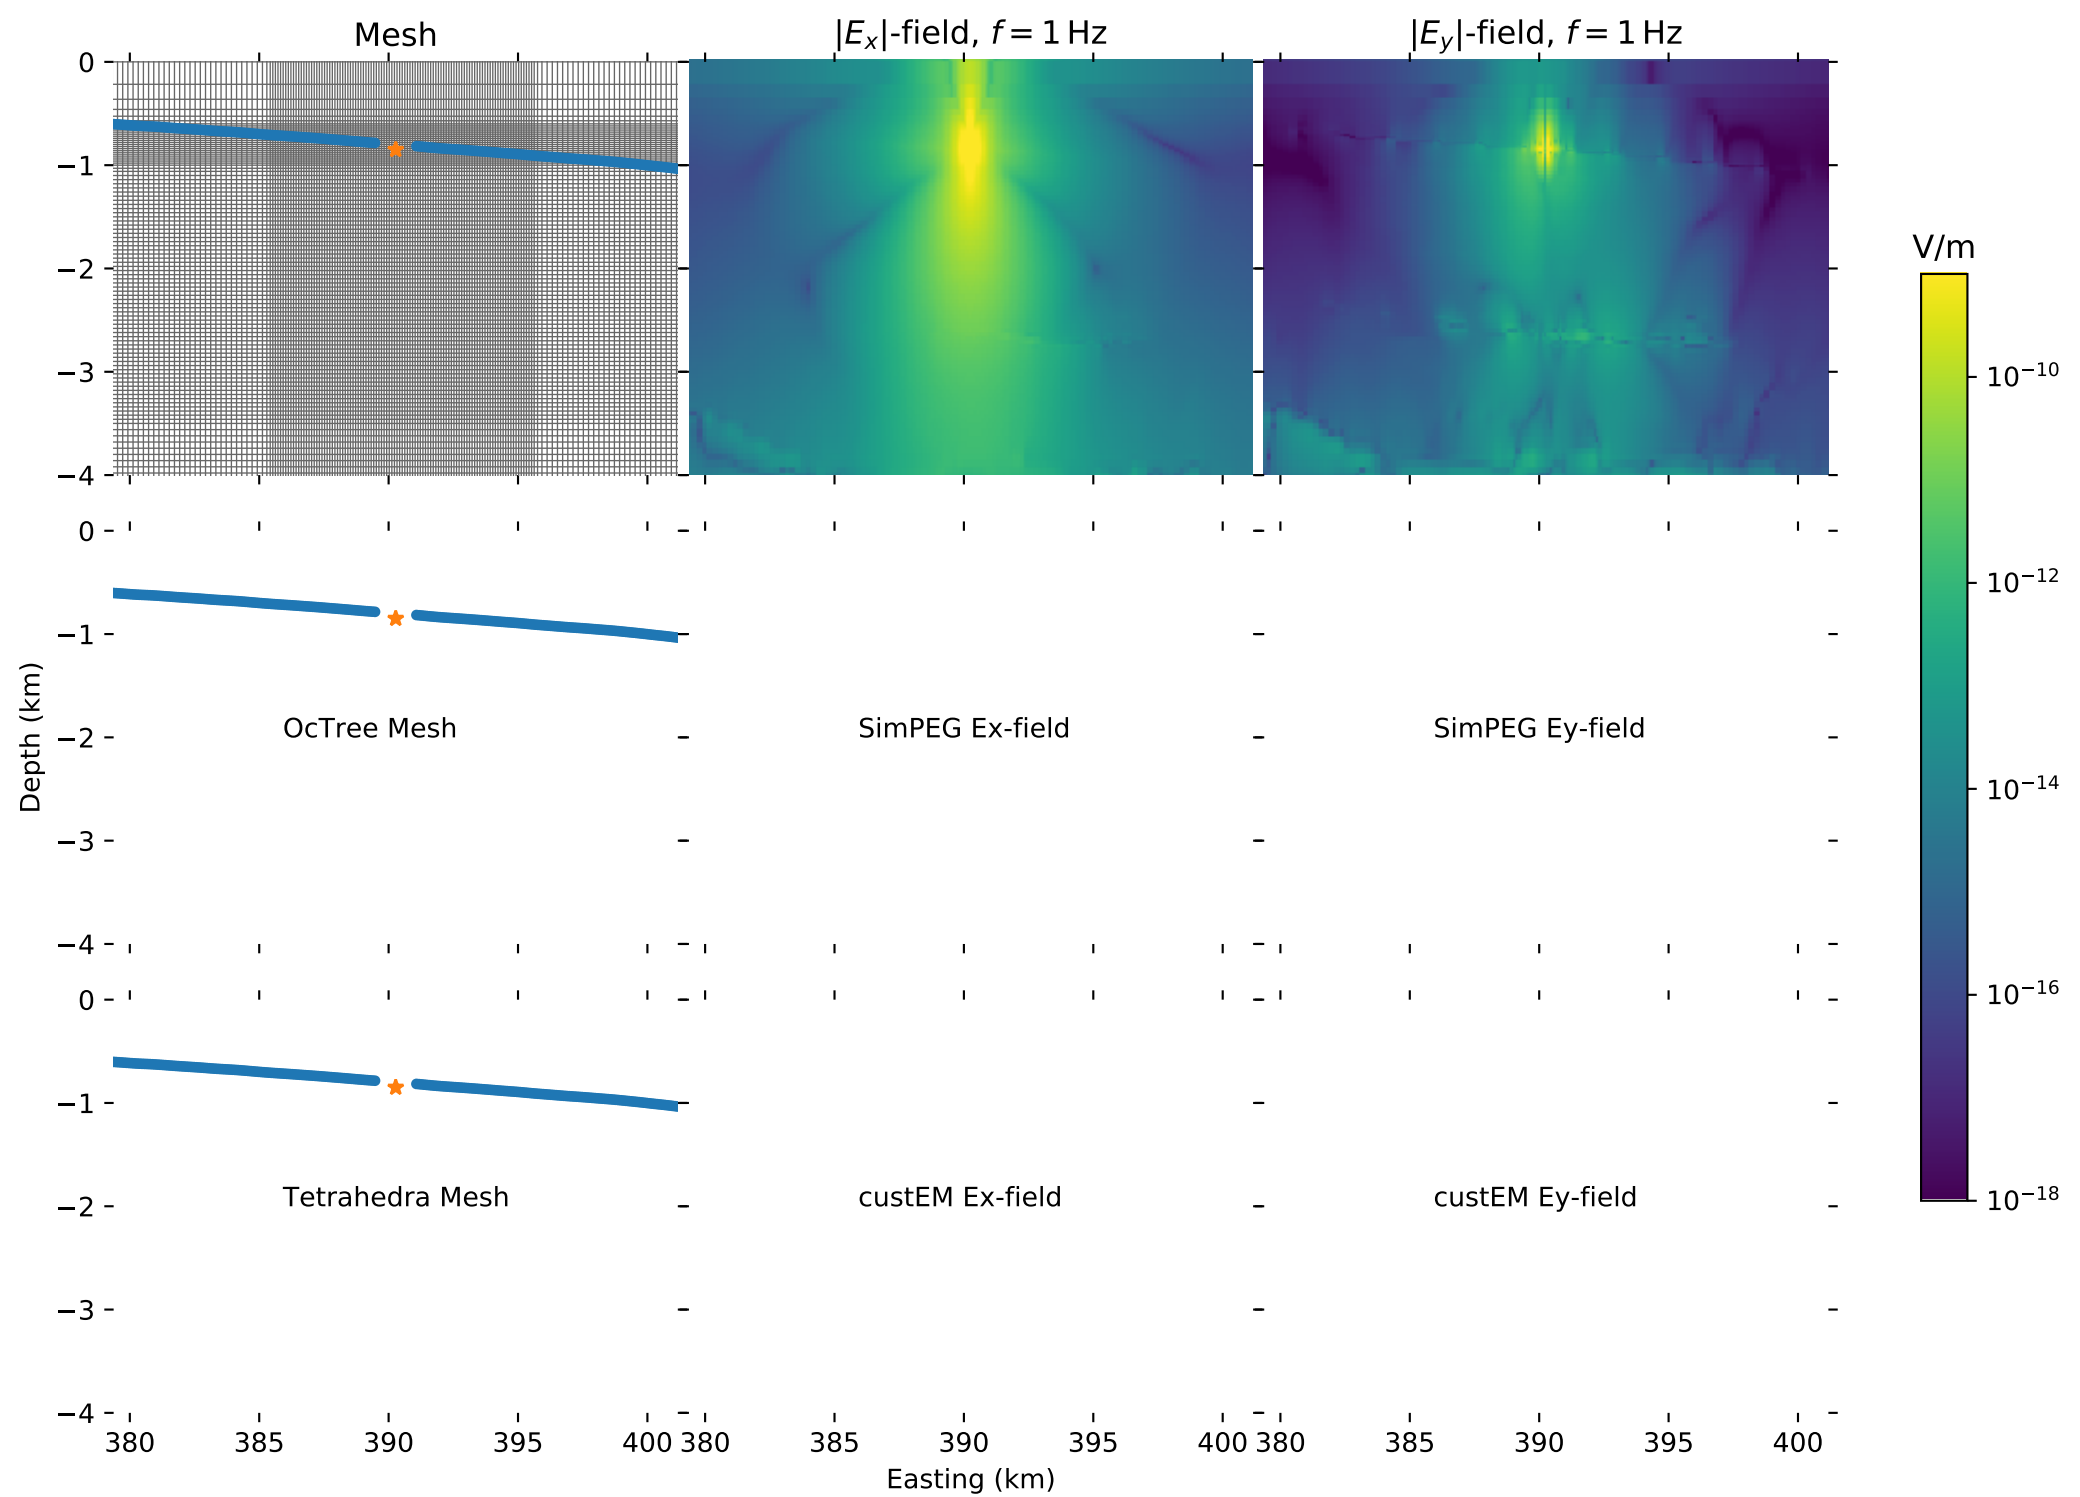 Mesh
|Ex|-field, f = 1 Hz
|Ey|-field, f = 1 Hz
0
−1
−2
−3
−4
V/m
10−10
10−12
10−14
10−16
10−18
Depth (km)
0
−1
−2
−3
−4
OcTree Mesh
SimPEG Ex-field
SimPEG Ey-field
0
−1
−2
−3
−4
Tetrahedra Mesh
custEM Ex-field
custEM Ey-field
380 385 390 395 400
380 385 390 395 400
380 385 390 395 400
Easting (km)